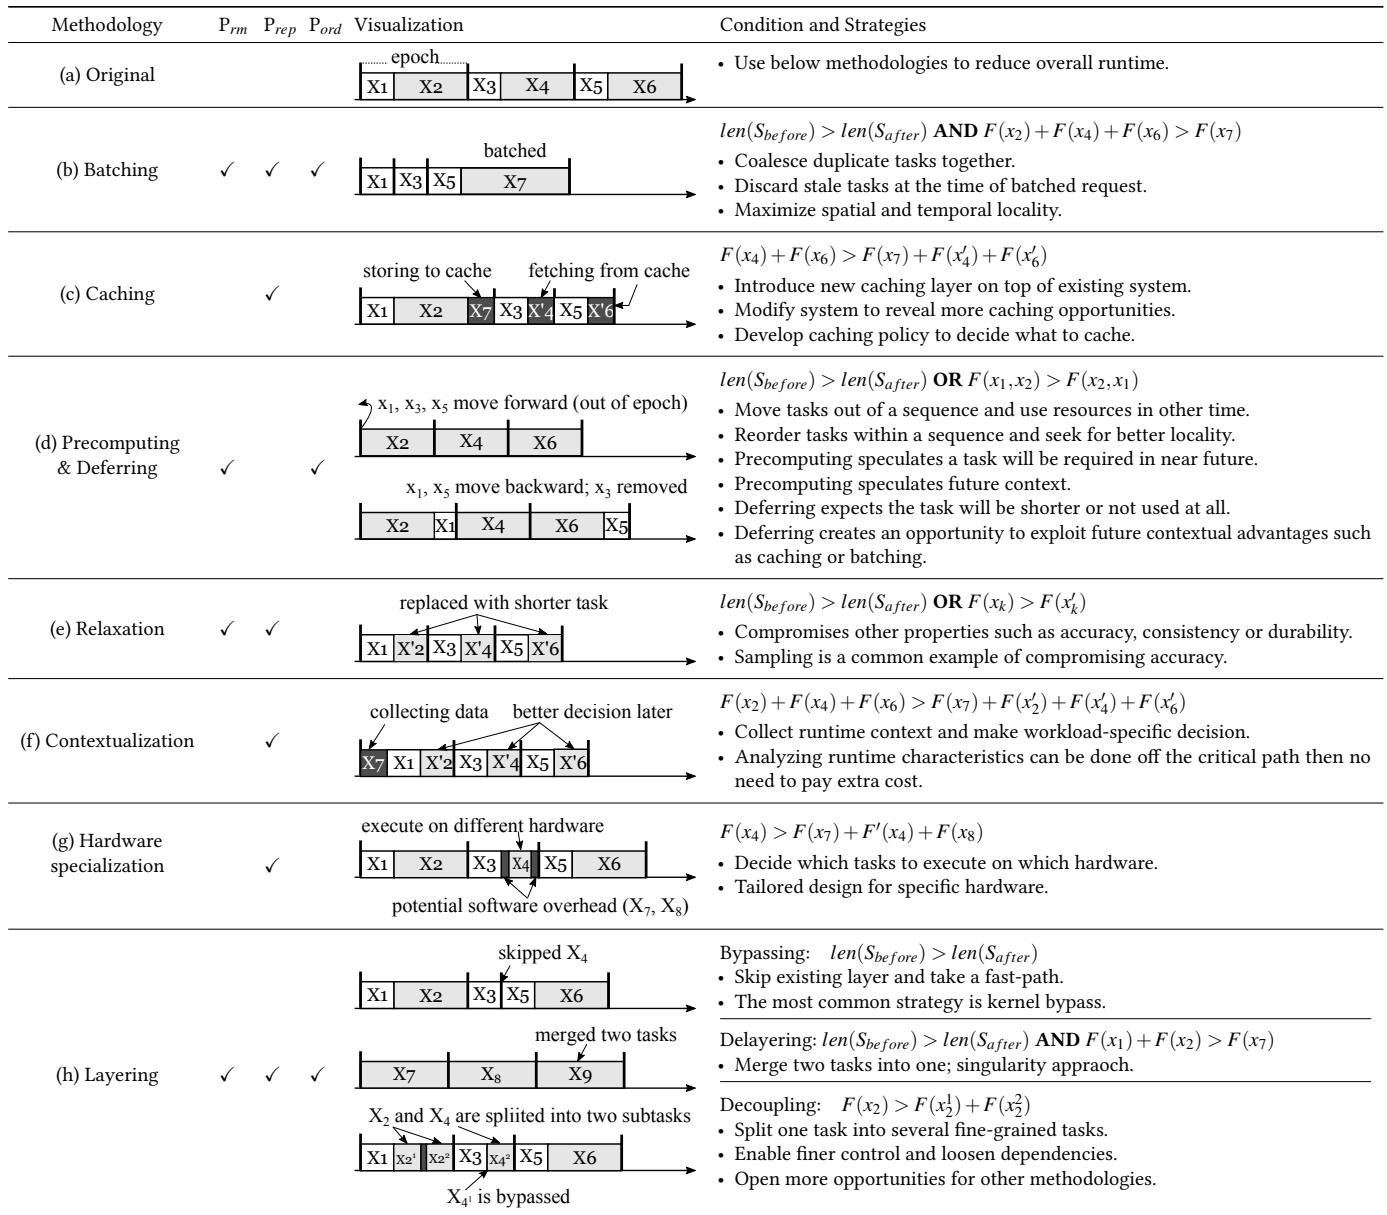 Methodology P_rm P_rep P_ord Visualization Condition and Strategies
(a) Original
epoch
X1 X2 X3 X4 X5 X6
• Use below methodologies to reduce overall runtime.
(b) Batching ✓ ✓ ✓
batched
X1 X3 X5 X7
len(S_before) > len(S_after) AND F(x₂)+F(x₄)+F(x₆) > F(x₇)
• Coalesce duplicate tasks together.
• Discard stale tasks at the time of batched request.
• Maximize spatial and temporal locality.
(c) Caching ✓
storing to cache fetching from cache
X1 X2 X7 X3 X'4 X5 X'6
F(x₄)+F(x₆) > F(x₇)+F(x′₄)+F(x′₆)
• Introduce new caching layer on top of existing system.
• Modify system to reveal more caching opportunities.
• Develop caching policy to decide what to cache.
(d) Precomputing
& Deferring ✓ ✓
x₁, x₃, x₅ move forward (out of epoch)
X2 X4 X6
x₁, x₅ move backward; x₃ removed
X2 X1 X4 X6 X5
len(S_before) > len(S_after) OR F(x₁,x₂) > F(x₂,x₁)
• Move tasks out of a sequence and use resources in other time.
• Reorder tasks within a sequence and seek for better locality.
• Precomputing speculates a task will be required in near future.
• Precomputing speculates future context.
• Deferring expects the task will be shorter or not used at all.
• Deferring creates an opportunity to exploit future contextual advantages such
as caching or batching.
(e) Relaxation ✓ ✓
replaced with shorter task
X1 X'2 X3 X'4 X5 X'6
len(S_before) > len(S_after) OR F(x_k) > F(x′_k)
• Compromises other properties such as accuracy, consistency or durability.
• Sampling is a common example of compromising accuracy.
(f) Contextualization ✓
collecting data better decision later
X7 X1 X'2 X3 X'4 X5 X'6
F(x₂)+F(x₄)+F(x₆) > F(x₇)+F(x′₂)+F(x′₄)+F(x′₆)
• Collect runtime context and make workload-specific decision.
• Analyzing runtime characteristics can be done off the critical path then no
need to pay extra cost.
(g) Hardware
specialization ✓
execute on different hardware
X1 X2 X3 X4 X5 X6
potential software overhead (X₇, X₈)
F(x₄) > F(x₇)+F′(x₄)+F(x₈)
• Decide which tasks to execute on which hardware.
• Tailored design for specific hardware.
(h) Layering ✓ ✓ ✓
skipped X₄
X1 X2 X3 X5 X6
Bypassing: len(S_before) > len(S_after)
• Skip existing layer and take a fast-path.
• The most common strategy is kernel bypass.
merged two tasks
X7 X8 X9
Delayering: len(S_before) > len(S_after) AND F(x₁)+F(x₂) > F(x₇)
• Merge two tasks into one; singularity appraoch.
X₂ and X₄ are spliited into two subtasks
X1 X2¹ X2² X3 X4² X5 X6
X₄¹ is bypassed
Decoupling: F(x₂) > F(x₂¹)+F(x₂²)
• Split one task into several fine-grained tasks.
• Enable finer control and loosen dependencies.
• Open more opportunities for other methodologies.